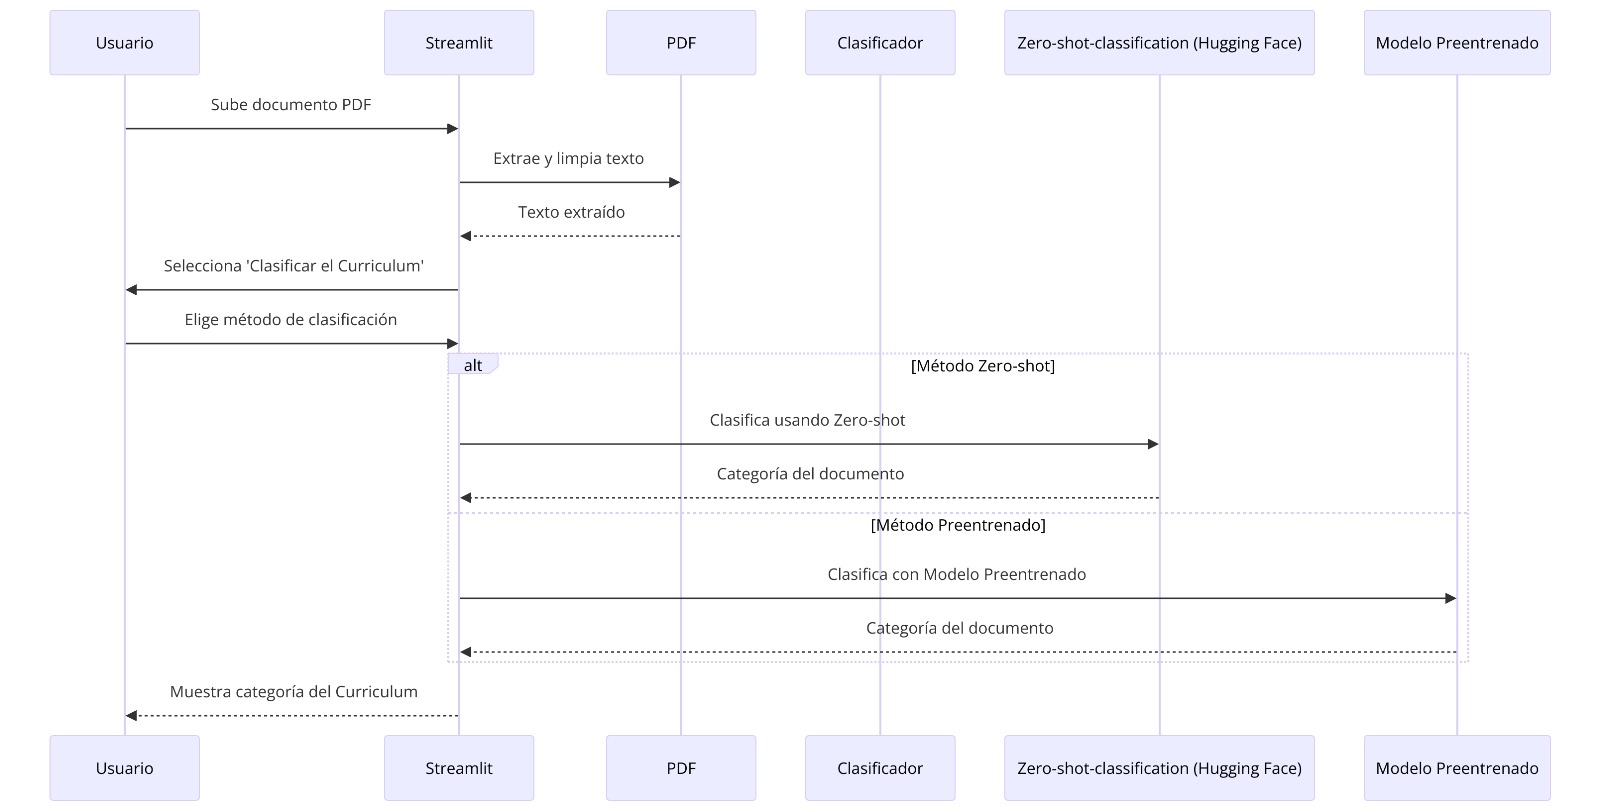 Usuario
Streamlit
PDF
Clasificador
Zero-shot-classification (Hugging Face)
Modelo Preentrenado
Sube documento PDF
Extrae y limpia texto
Texto extraído
Selecciona 'Clasificar el Curriculum'
Elige método de clasificación
alt
[Método Zero-shot]
Clasifica usando Zero-shot
Categoría del documento
[Método Preentrenado]
Clasifica con Modelo Preentrenado
Categoría del documento
Muestra categoría del Curriculum
Usuario
Streamlit
PDF
Clasificador
Zero-shot-classification (Hugging Face)
Modelo Preentrenado